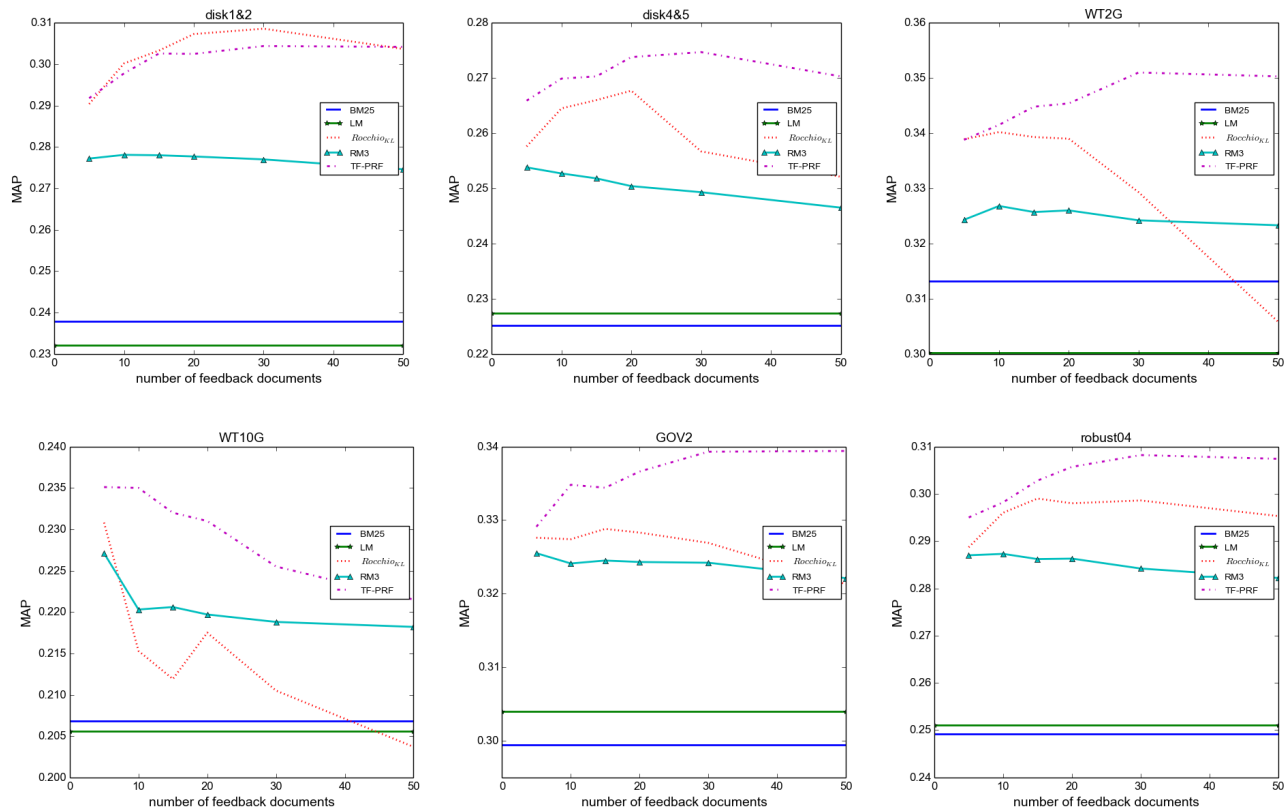 disk1&2
0.31
0.30
0.29
0.28
0.27
0.26
0.25
0.24
0.23
MAP
0 10 20 30 40 50
number of feedback documents
BM25
LM
Rocchio_KL
RM3
TF-PRF
disk4&5
0.28
0.27
0.26
0.25
0.24
0.23
0.22
MAP
0 10 20 30 40 50
number of feedback documents
BM25
LM
Rocchio_KL
RM3
TF-PRF
WT2G
0.36
0.35
0.34
0.33
0.32
0.31
0.30
MAP
0 10 20 30 40 50
number of feedback documents
BM25
LM
Rocchio_KL
RM3
TF-PRF
WT10G
0.240
0.235
0.230
0.225
0.220
0.215
0.210
0.205
0.200
MAP
0 10 20 30 40 50
number of feedback documents
BM25
LM
Rocchio_KL
RM3
TF-PRF
GOV2
0.34
0.33
0.32
0.31
0.30
MAP
0 10 20 30 40 50
number of feedback documents
BM25
LM
Rocchio_KL
RM3
TF-PRF
robust04
0.31
0.30
0.29
0.28
0.27
0.26
0.25
0.24
MAP
0 10 20 30 40 50
number of feedback documents
BM25
LM
Rocchio_KL
RM3
TF-PRF